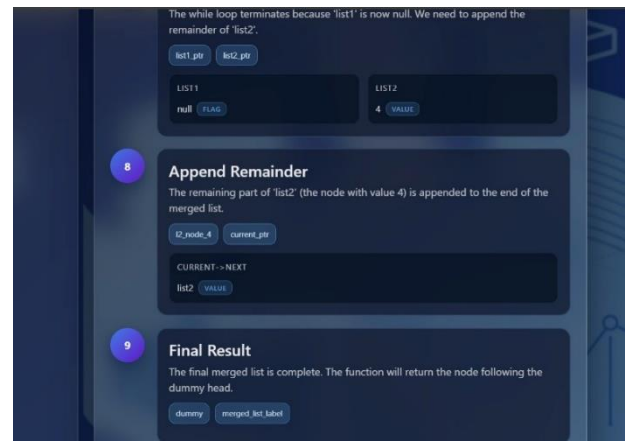 The while loop terminates because 'list1' is now null. We need to append the
remainder of 'list2'.
list1_ptr list2_ptr
LIST1 LIST2
null FLAG 4 VALUE
8
Append Remainder
The remaining part of 'list2' (the node with value 4) is appended to the end of the
merged list.
l2_node_4 current_ptr
CURRENT->NEXT
list2 VALUE
9
Final Result
The final merged list is complete. The function will return the node following the
dummy head.
dummy merged_list_label